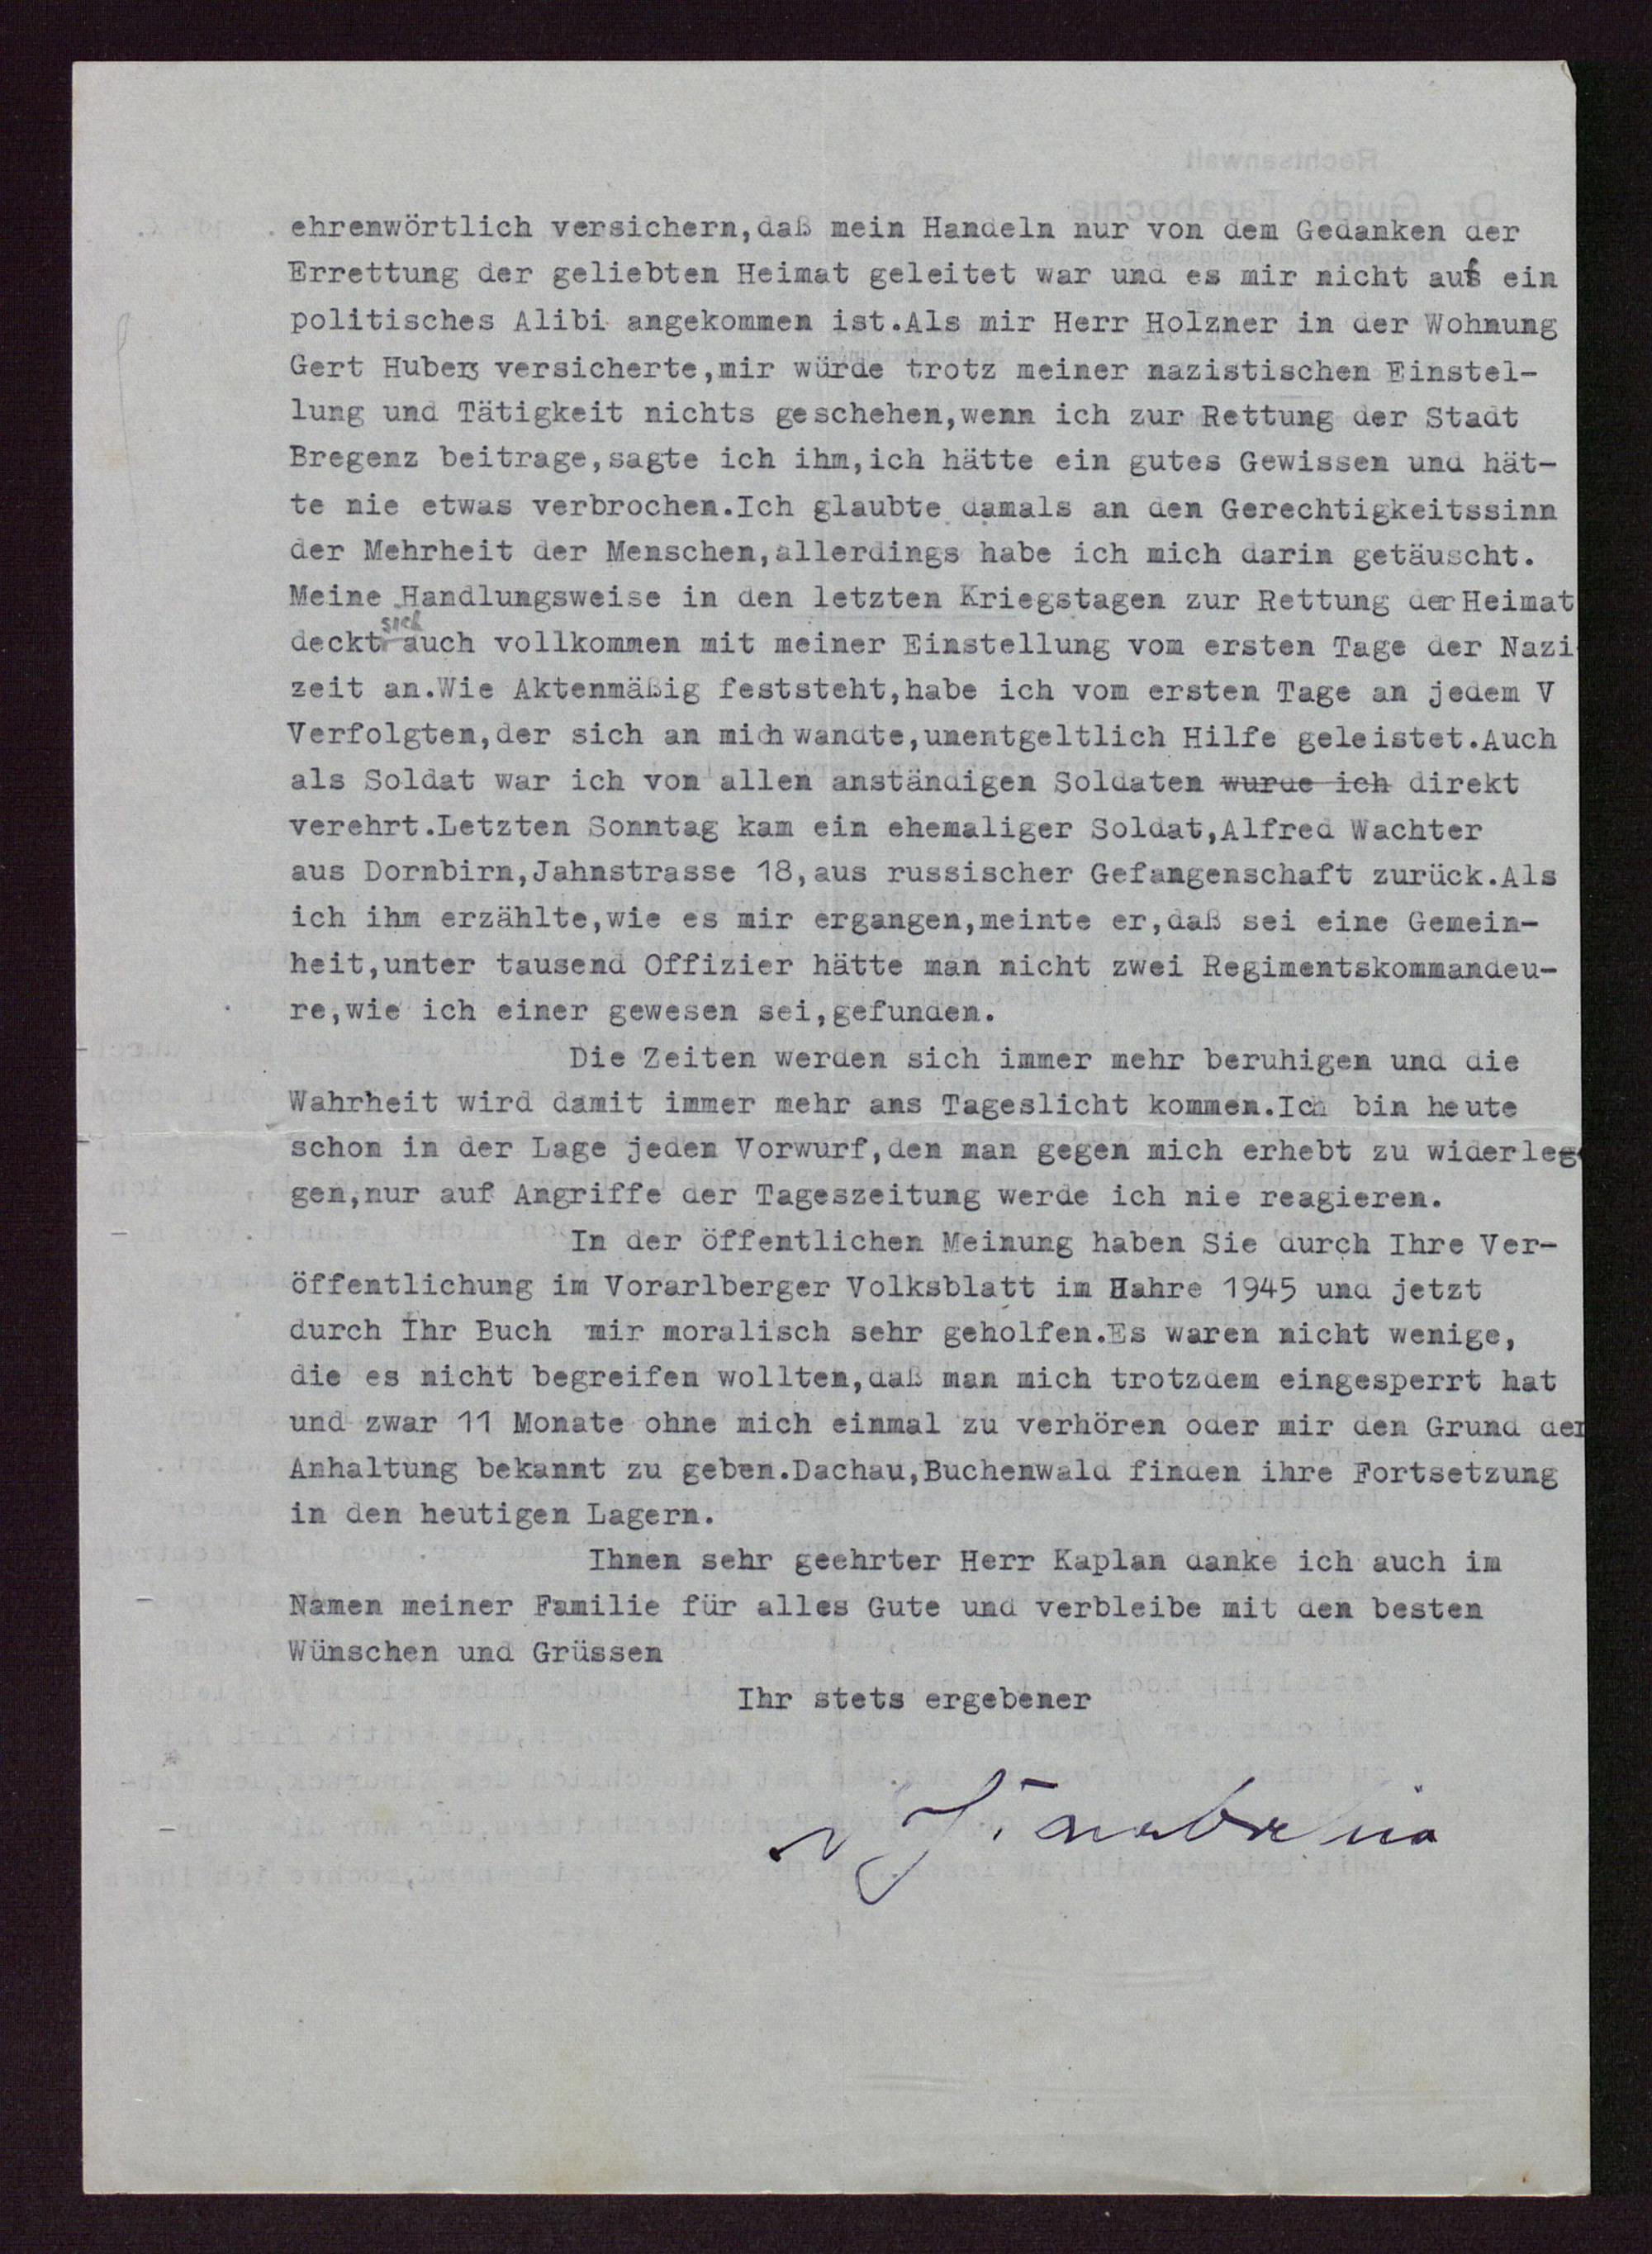 ehrenwörtlich versichern,daß mein Handeln nur von dem Gedanken der
Errettung der geliebten Heimat geleitet war und es mir nicht auf ein
politisches Alibi angekommen ist.Als mir Herr Holzner in der Wohnung
Gert Hubers versicherte,mir würde trotz meiner nazistischen Einstel-
lung und Tätigkeit nichts geschehen,wenn ich zur Rettung der Stadt
Bregenz beitrage,sagte ich ihm,ich hätte ein gutes Gewissen und hät-
te nie etwas verbrochen.Ich glaubte damals an den Gerechtigkeitssinn
der Mehrheit der Menschen,allerdings habe ich mich darin getäuscht.
Meine Handlungsweise in den letzten Kriegstagen zur Rettung der Heimat
deckt sich auch vollkommen mit meiner Einstellung vom ersten Tage der Nazi
zeit an.Wie Aktenmäßig feststeht,habe ich vom ersten Tage an jedem V
Verfolgten,der sich an mich wandte,unentgeltlich Hilfe geleistet.Auch
als Soldat war ich von allen anständigen Soldaten wurde ich direkt
verehrt.Letzten Sonntag kam ein ehemaliger Soldat,Alfred Wachter
aus Dornbirn,Jahnstrasse 18,aus russischer Gefangenschaft zurück.Als
ich ihm erzählte,wie es mir ergangen,meinte er,daß sei eine Gemein-
heit,unter tausend Offizier hätte man nicht zwei Regimentskommandeu-
re,wie ich einer gewesen sei,gefunden.
Die Zeiten werden sich immer mehr beruhigen und die
Wahrheit wird damit immer mehr ans Tageslicht kommen.Ich bin heute
schon in der Lage jeden Vorwurf,den man gegen mich erhebt zu widerleg
gen,nur auf Angriffe der Tageszeitung werde ich nie reagieren.
In der öffentlichen Meinung haben Sie durch Ihre Ver-
öffentlichung im Vorarlberger Volksblatt im Hahre 1945 und jetzt
durch Ihr Buch mir moralisch sehr geholfen.Es waren nicht wenige,
die es nicht begreifen wollten,daß man mich trotzdem eingesperrt hat
und zwar 11 Monate ohne mich einmal zu verhören oder mir den Grund der
Anhaltung bekannt zu geben.Dachau,Buchenwald finden ihre Fortsetzung
in den heutigen Lagern.
Ihnen sehr geehrter Herr Kaplan danke ich auch im
Namen meiner Familie für alles Gute und verbleibe mit den besten
Wünschen und Grüssen
Ihr stets ergebener